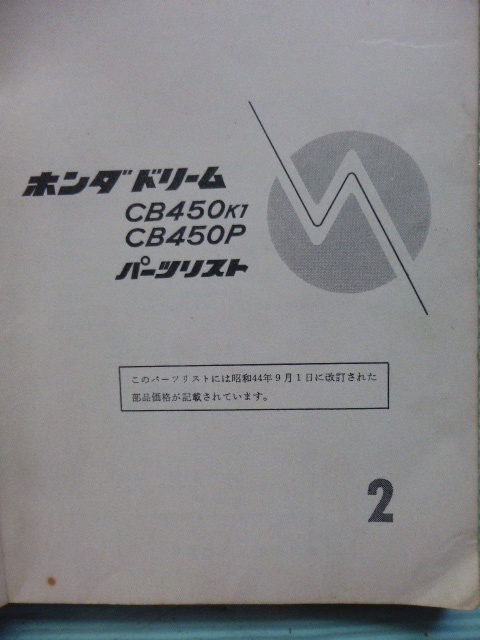 ホンダドリーム
CB450K1
CB450P
パーツリスト
このパーツリストには昭和44年9月1日に改訂された
部品価格が記載されています。
2